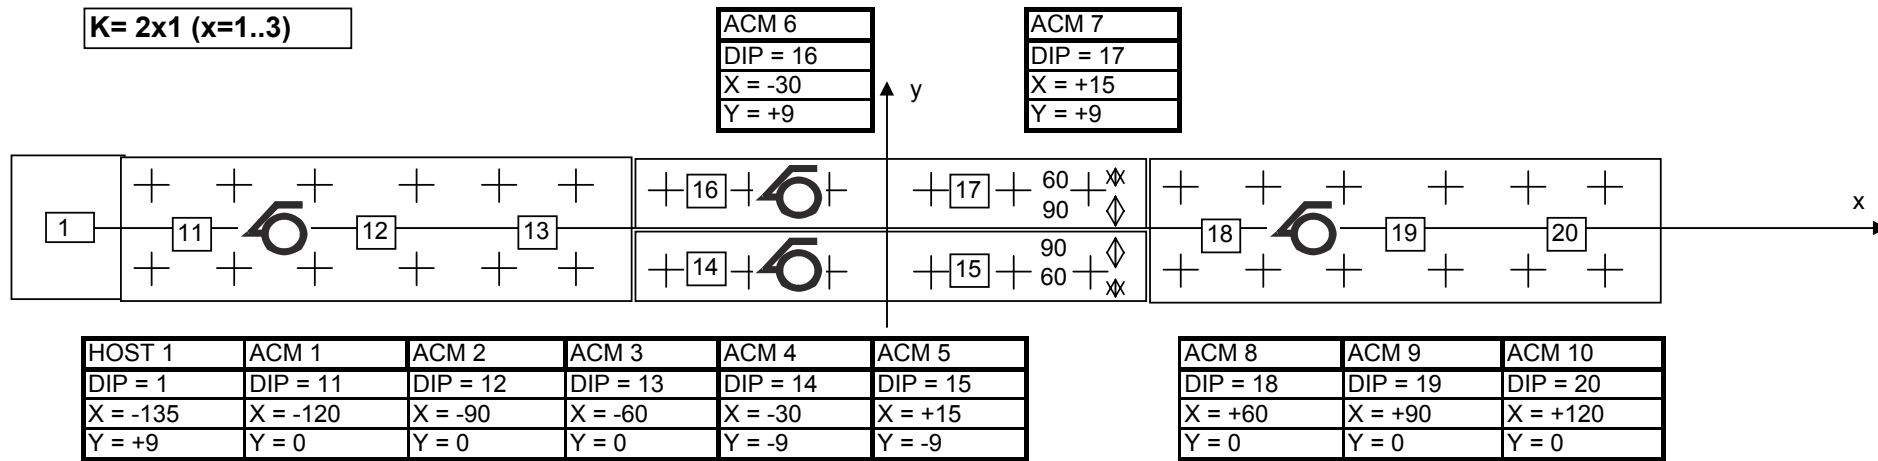 K= 2x1 (x=1..3)
ACM 6
DIP = 16
X = -30
Y = +9
ACM 7
DIP = 17
X = +15
Y = +9
y
x
16
17
60
90
1
11
12
13
18
19
20
14
15
90
60
HOST 1 ACM 1 ACM 2 ACM 3 ACM 4 ACM 5
DIP = 1 DIP = 11 DIP = 12 DIP = 13 DIP = 14 DIP = 15
X = -135 X = -120 X = -90 X = -60 X = -30 X = +15
Y = +9 Y = 0 Y = 0 Y = 0 Y = -9 Y = -9
ACM 8 ACM 9 ACM 10
DIP = 18 DIP = 19 DIP = 20
X = +60 X = +90 X = +120
Y = 0 Y = 0 Y = 0